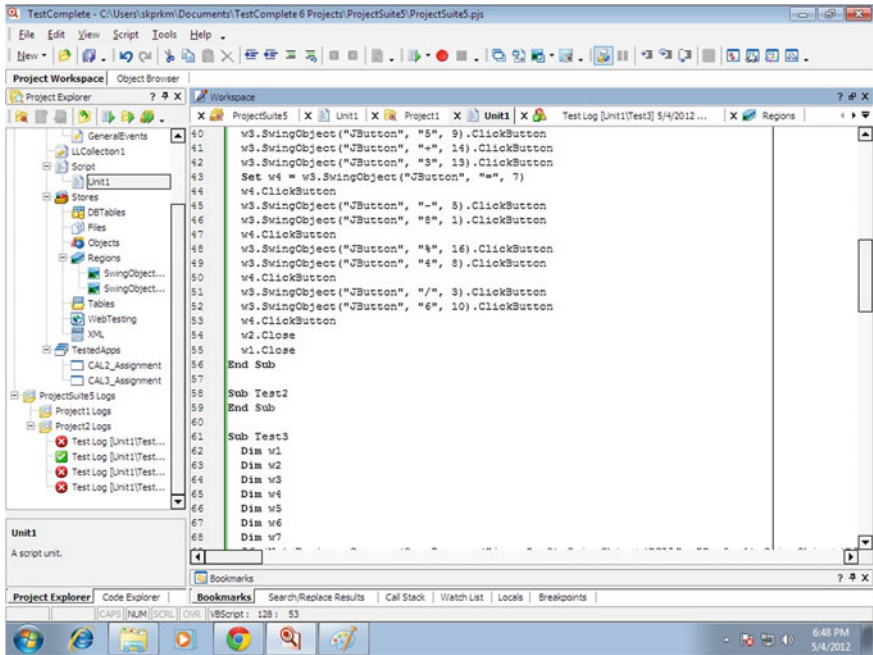 TestComplete - C:\Users\skprkm\Documents\TestComplete 6 Projects\ProjectSuite5\ProjectSuite5.pjs
File Edit View Script Tools Help
New
Project Workspace Object Browser
Project Explorer ? X
Workspace ? X
X ProjectSuite5 X Unit1 X Project1 X Unit1 X Test Log [Unit1\Test3] 5/4/2012 ... X Regions
GeneralEvents
LLCollection1
Script
Unit1
Stores
DBTables
Files
Objects
Regions
SwingObject...
SwingObject...
Tables
WebTesting
XML
TestedApps
CAL2_Assignment
CAL3_Assignment
ProjectSuite5 Logs
Project1 Logs
Project2 Logs
Test Log [Unit1\Test...
Test Log [Unit1\Test...
Test Log [Unit1\Test...
Test Log [Unit1\Test...
40 w3.SwingObject("JButton", "5", 9).ClickButton
41 w3.SwingObject("JButton", "+", 14).ClickButton
42 w3.SwingObject("JButton", "3", 13).ClickButton
43 Set w4 = w3.SwingObject("JButton", "=", 7)
44 w4.ClickButton
45 w3.SwingObject("JButton", "-", 5).ClickButton
46 w3.SwingObject("JButton", "8", 1).ClickButton
47 w4.ClickButton
48 w3.SwingObject("JButton", "%", 16).ClickButton
49 w3.SwingObject("JButton", "4", 8).ClickButton
50 w4.ClickButton
51 w3.SwingObject("JButton", "/", 3).ClickButton
52 w3.SwingObject("JButton", "6", 10).ClickButton
53 w4.ClickButton
54 w2.Close
55 w1.Close
56 End Sub
57
58 Sub Test2
59 End Sub
60
61 Sub Test3
62 Dim w1
63 Dim w2
64 Dim w3
65 Dim w4
66 Dim w5
67 Dim w6
68 Dim w7
Unit1
A script unit.
Bookmarks ? X
Project Explorer Code Explorer
Bookmarks Search/Replace Results Call Stack Watch List Locals Breakpoints
CAPS NUM SCRL OVR VBScript : 128 : 53
6:48 PM
5/4/2012